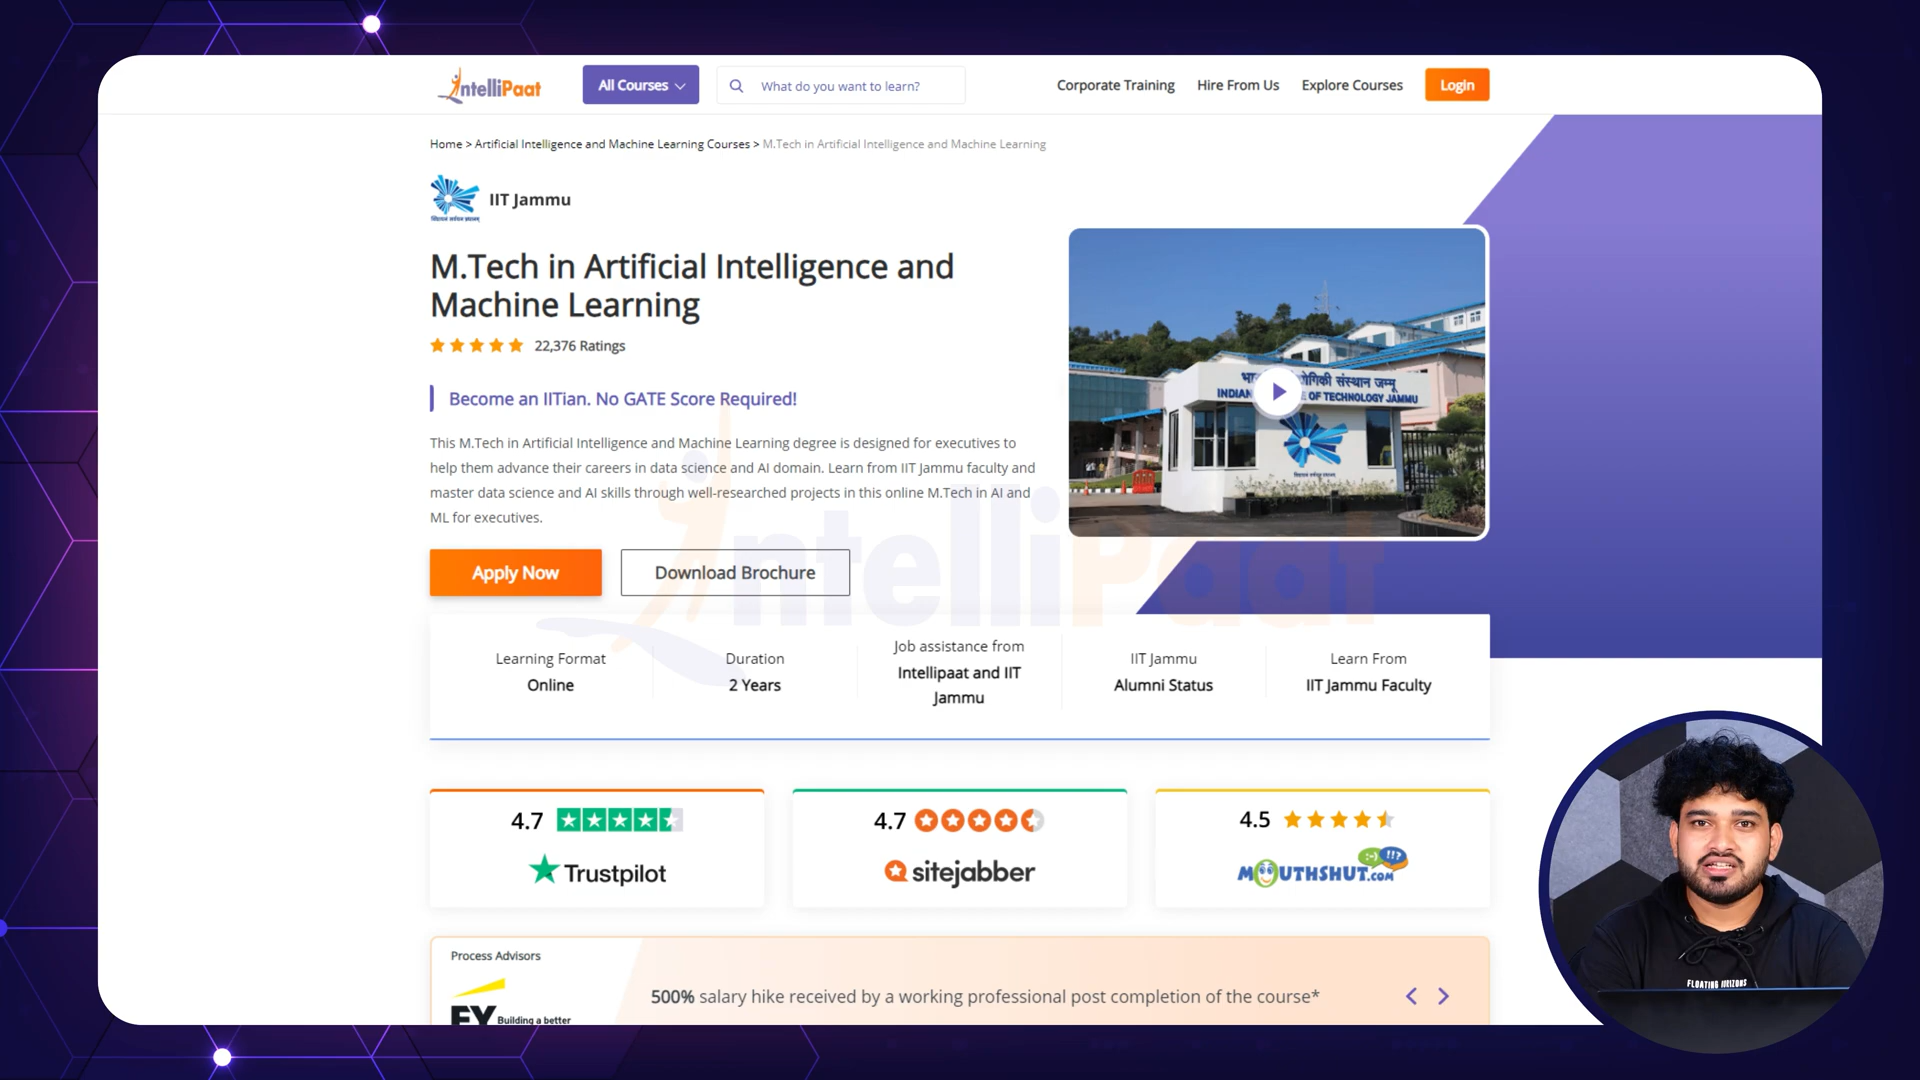 IntelliPaat
All Courses
What do you want to learn?
Corporate Training
Hire From Us
Explore Courses
Login
Home > Artificial Intelligence and Machine Learning Courses > M.Tech in Artificial Intelligence and Machine Learning
IIT Jammu
M.Tech in Artificial Intelligence and
Machine Learning
22,376 Ratings
Become an IITian. No GATE Score Required!
This M.Tech in Artificial Intelligence and Machine Learning degree is designed for executives to
help them advance their careers in data science and AI domain. Learn from IIT Jammu faculty and
master data science and AI skills through well-researched projects in this online M.Tech in AI and
ML for executives.
संस्थान जम्मू
OF TECHNOLOGY JAMMU
Apply Now
Download Brochure
IntelliPaat
Learning Format
Online
Duration
2 Years
Job assistance from
Intellipaat and IIT
Jammu
IIT Jammu
Alumni Status
Learn From
IIT Jammu Faculty
4.7
Trustpilot
4.7
sitejabber
4.5
MOUTHSHUT.COM
Process Advisors
EY
Building a better
500% salary hike received by a working professional post completion of the course*
FLOATING HORIZONS